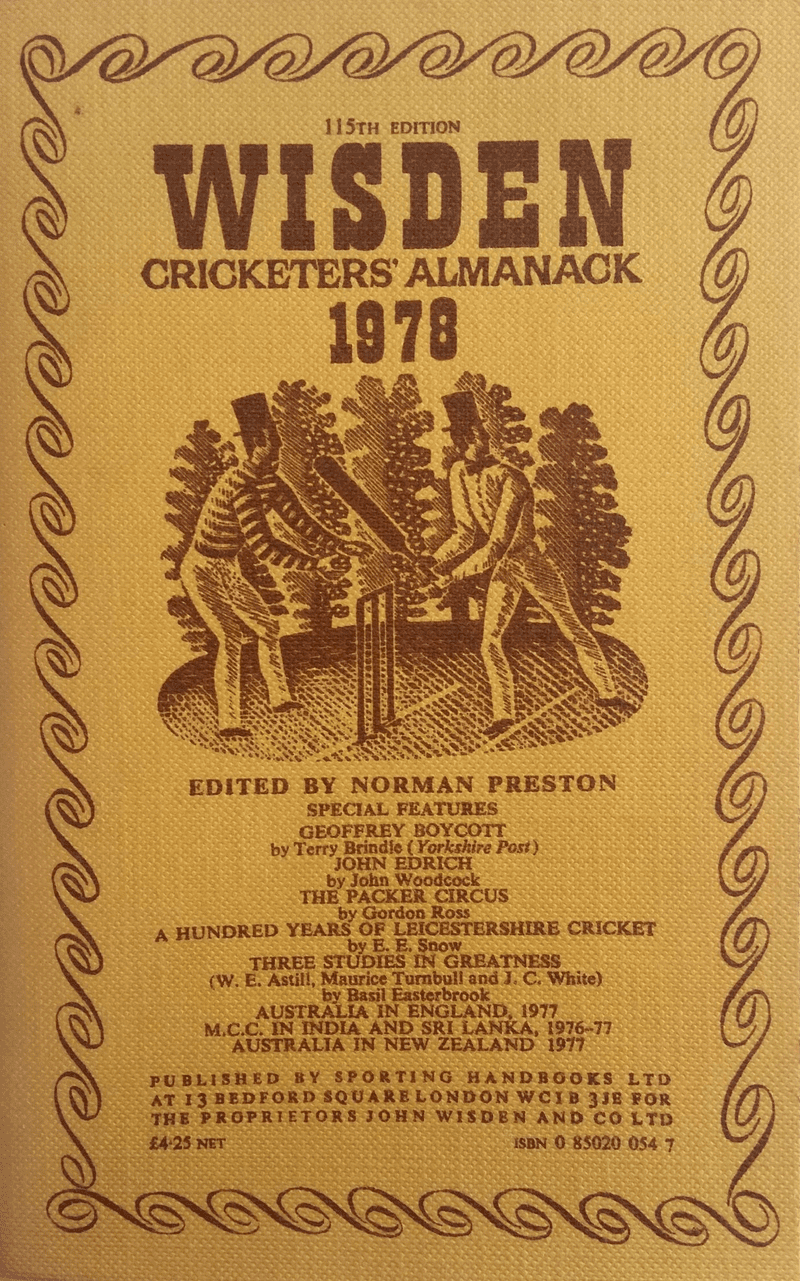 115TH EDITION
WISDEN
CRICKETERS' ALMANACK
1978
EDITED BY NORMAN PRESTON
SPECIAL FEATURES
GEOFFREY BOYCOTT
by Terry Brindle (Yorkshire Post)
JOHN EDRICH
by John Woodcock
THE PACKER CIRCUS
by Gordon Ross
A HUNDRED YEARS OF LEICESTERSHIRE CRICKET
by E. E. Snow
THREE STUDIES IN GREATNESS
(W. E. Astill, Maurice Turnbull and J. C. White)
by Basil Easterbrook
AUSTRALIA IN ENGLAND, 1977
M.C.C. IN INDIA AND SRI LANKA, 1976-77
AUSTRALIA IN NEW ZEALAND 1977
PUBLISHED BY SPORTING HANDBOOKS LTD
AT 13 BEDFORD SQUARE LONDON WC1B 3JE FOR
THE PROPRIETORS JOHN WISDEN AND CO LTD
£4·25 NET ISBN 0 85020 054 7